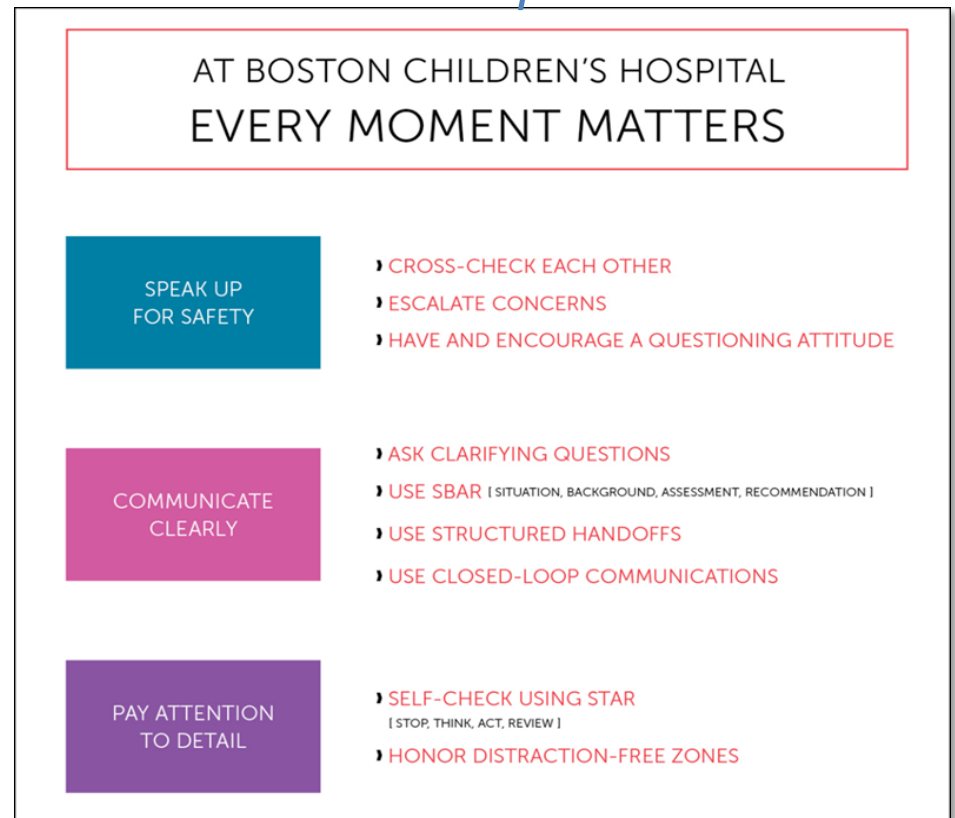 AT BOSTON CHILDREN'S HOSPITAL
EVERY MOMENT MATTERS
SPEAK UP
FOR SAFETY
CROSS-CHECK EACH OTHER
ESCALATE CONCERNS
HAVE AND ENCOURAGE A QUESTIONING ATTITUDE
COMMUNICATE
CLEARLY
ASK CLARIFYING QUESTIONS
USE SBAR [ SITUATION, BACKGROUND, ASSESSMENT, RECOMMENDATION ]
USE STRUCTURED HANDOFFS
USE CLOSED-LOOP COMMUNICATIONS
PAY ATTENTION
TO DETAIL
SELF-CHECK USING STAR
[ STOP, THINK, ACT, REVIEW ]
HONOR DISTRACTION-FREE ZONES